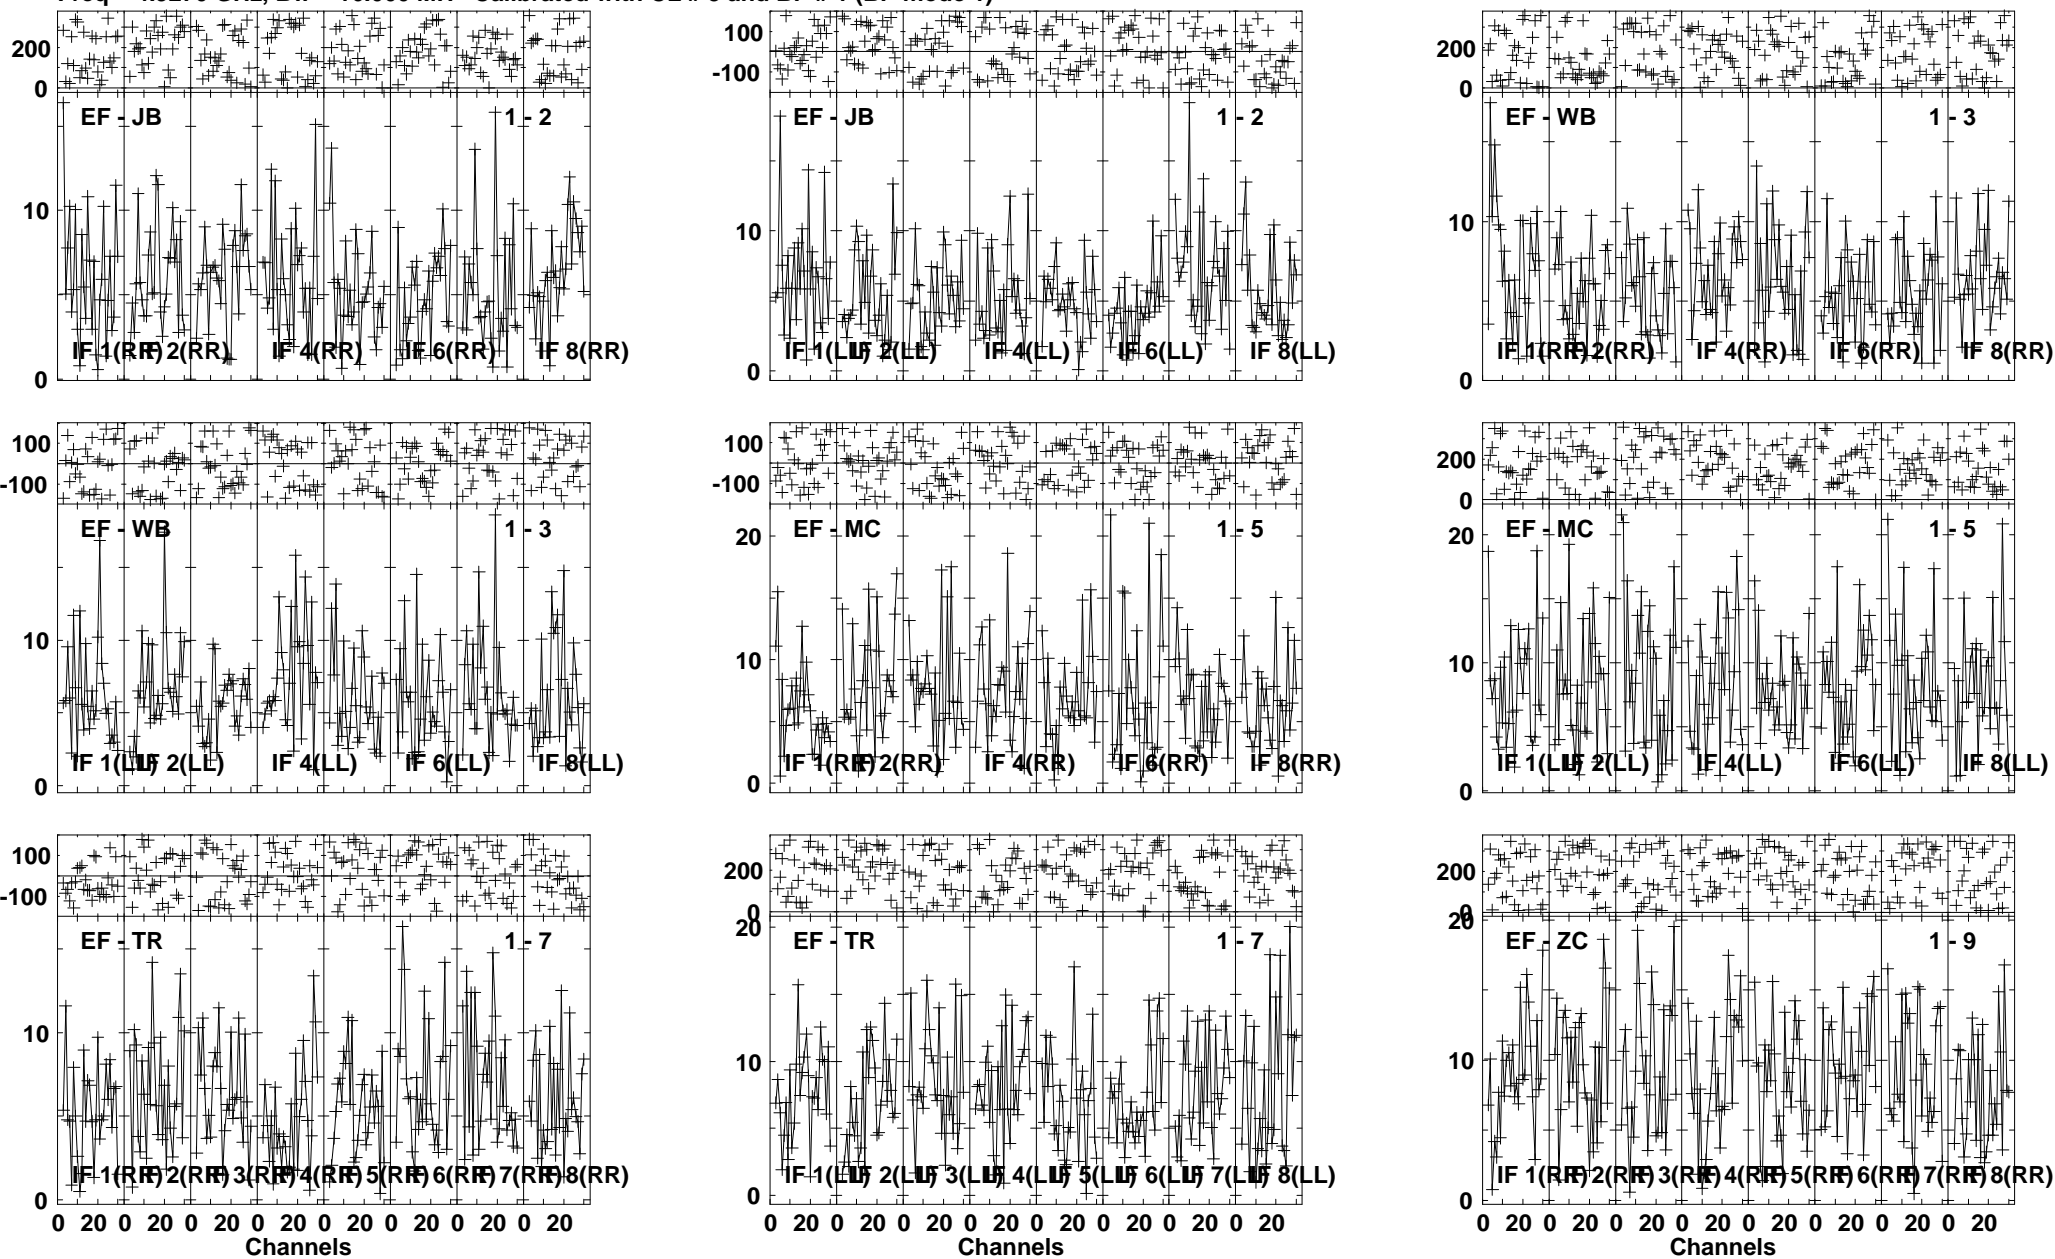 200
0
EF - JB 1 - 2
10
0
IF 1(RR) IF 2(RR) IF 4(RR) IF 6(RR) IF 8(RR)
100
-100
EF - JB 1 - 2
10
0
IF 1(LL) IF 2(LL) IF 4(LL) IF 6(LL) IF 8(LL)
200
0
EF - WB 1 - 3
10
0
IF 1(RR) IF 2(RR) IF 4(RR) IF 6(RR) IF 8(RR)
100
-100
EF - WB 1 - 3
10
0
IF 1(LL) IF 2(LL) IF 4(LL) IF 6(LL) IF 8(LL)
100
-100
EF - MC 1 - 5
20
10
0
IF 1(RR) IF 2(RR) IF 4(RR) IF 6(RR) IF 8(RR)
200
0
EF - MC 1 - 5
20
10
0
IF 1(LL) IF 2(LL) IF 4(LL) IF 6(LL) IF 8(LL)
100
-100
EF - TR 1 - 7
10
0
IF 1(RR) IF 2(RR) IF 3(RR) IF 4(RR) IF 5(RR) IF 6(RR) IF 7(RR) IF 8(RR)
0 20 0 20 0 20 0 20 0 20 0 20 0 20 0 20
Channels
200
0
EF - TR 1 - 7
20
10
0
IF 1(LL) IF 2(LL) IF 3(LL) IF 4(LL) IF 5(LL) IF 6(LL) IF 7(LL) IF 8(LL)
0 20 0 20 0 20 0 20 0 20 0 20 0 20 0 20
Channels
200
0
EF - ZC 1 - 9
20
10
0
IF 1(RR) IF 2(RR) IF 3(RR) IF 4(RR) IF 5(RR) IF 6(RR) IF 7(RR) IF 8(RR)
0 20 0 20 0 20 0 20 0 20 0 20 0 20 0 20
Channels